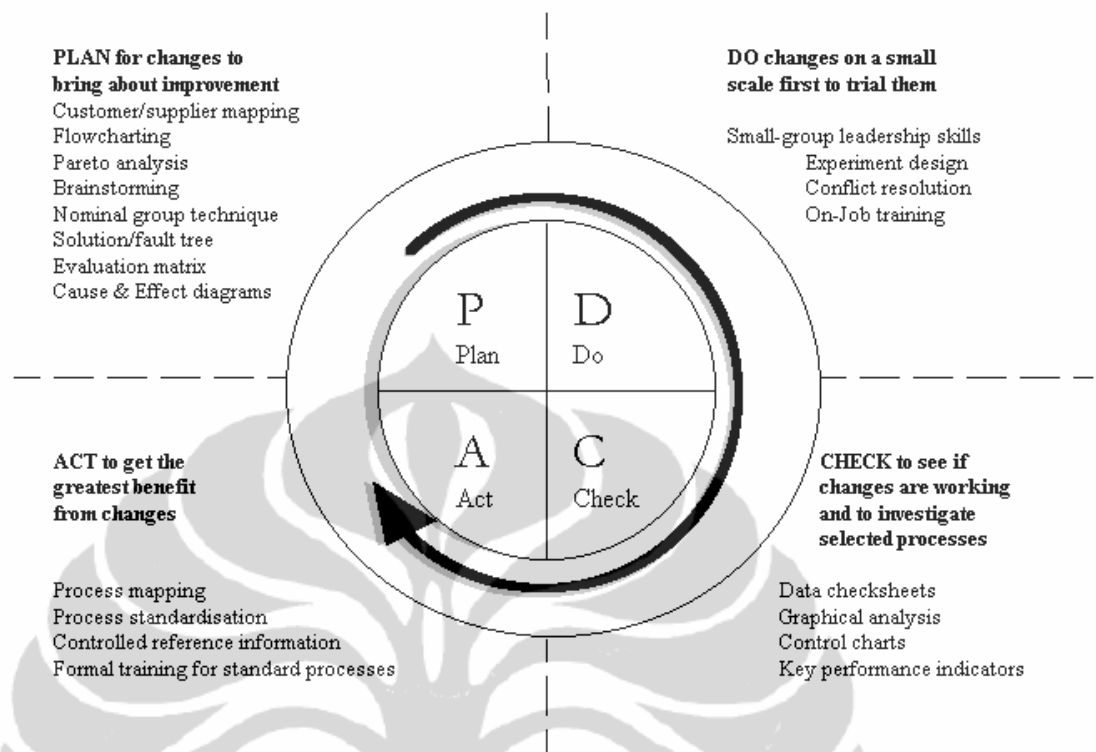 PLAN for changes to
bring about improvement
Customer/supplier mapping
Flowcharting
Pareto analysis
Brainstorming
Nominal group technique
Solution/fault tree
Evaluation matrix
Cause & Effect diagrams
DO changes on a small
scale first to trial them
Small-group leadership skills
Experiment design
Conflict resolution
On-Job training
P
Plan
D
Do
A
Act
C
Check
ACT to get the
greatest benefit
from changes
Process mapping
Process standardisation
Controlled reference information
Formal training for standard processes
CHECK to see if
changes are working
and to investigate
selected processes
Data checksheets
Graphical analysis
Control charts
Key performance indicators